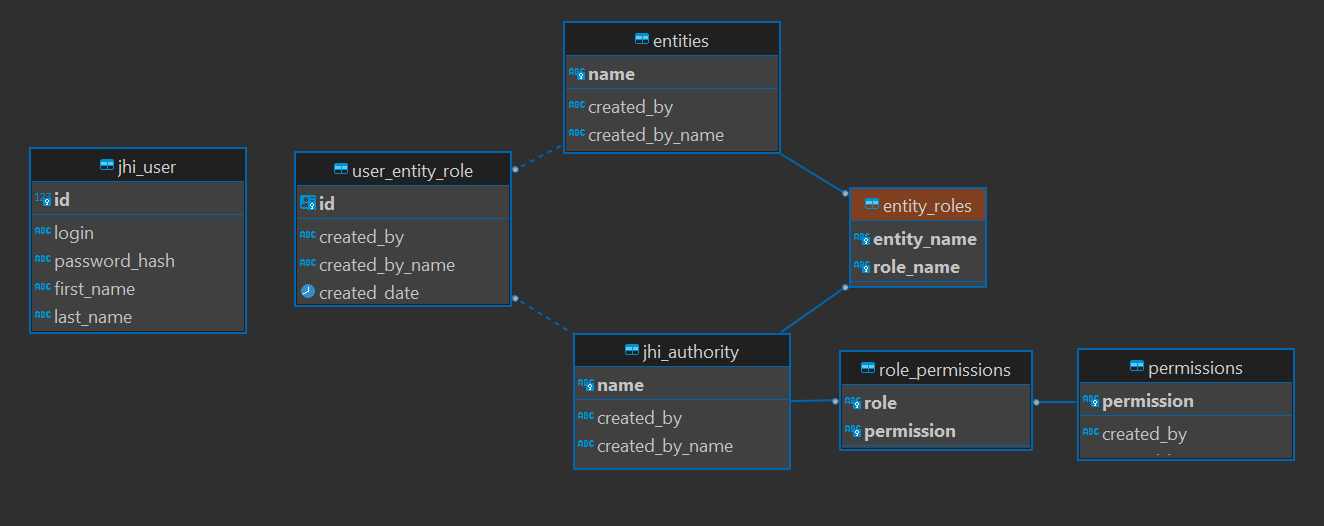 entities
name
created_by
created_by_name
jhi_user
id
login
password_hash
first_name
last_name
user_entity_role
id
created_by
created_by_name
created_date
entity_roles
entity_name
role_name
jhi_authority
name
created_by
created_by_name
role_permissions
role
permission
permissions
permission
created_by